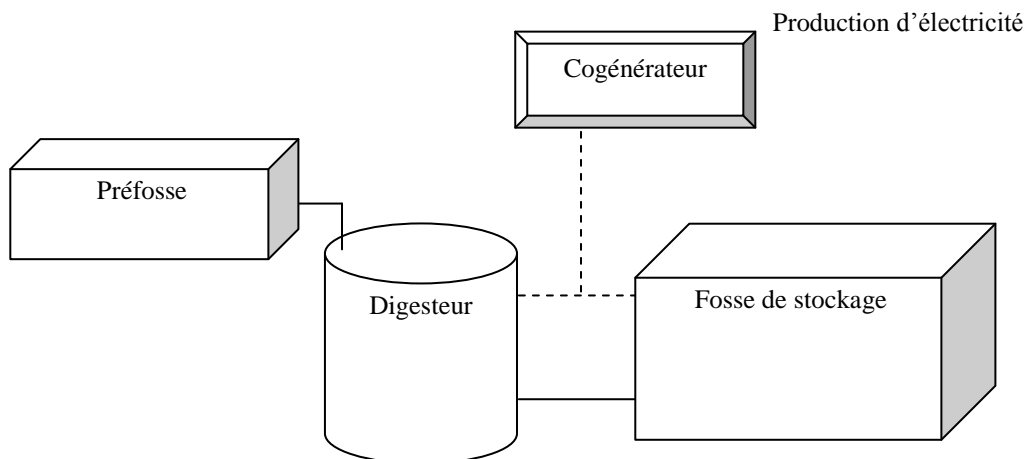 Production d’électricité
Cogénérateur
Préfosse
Digesteur
Fosse de stockage